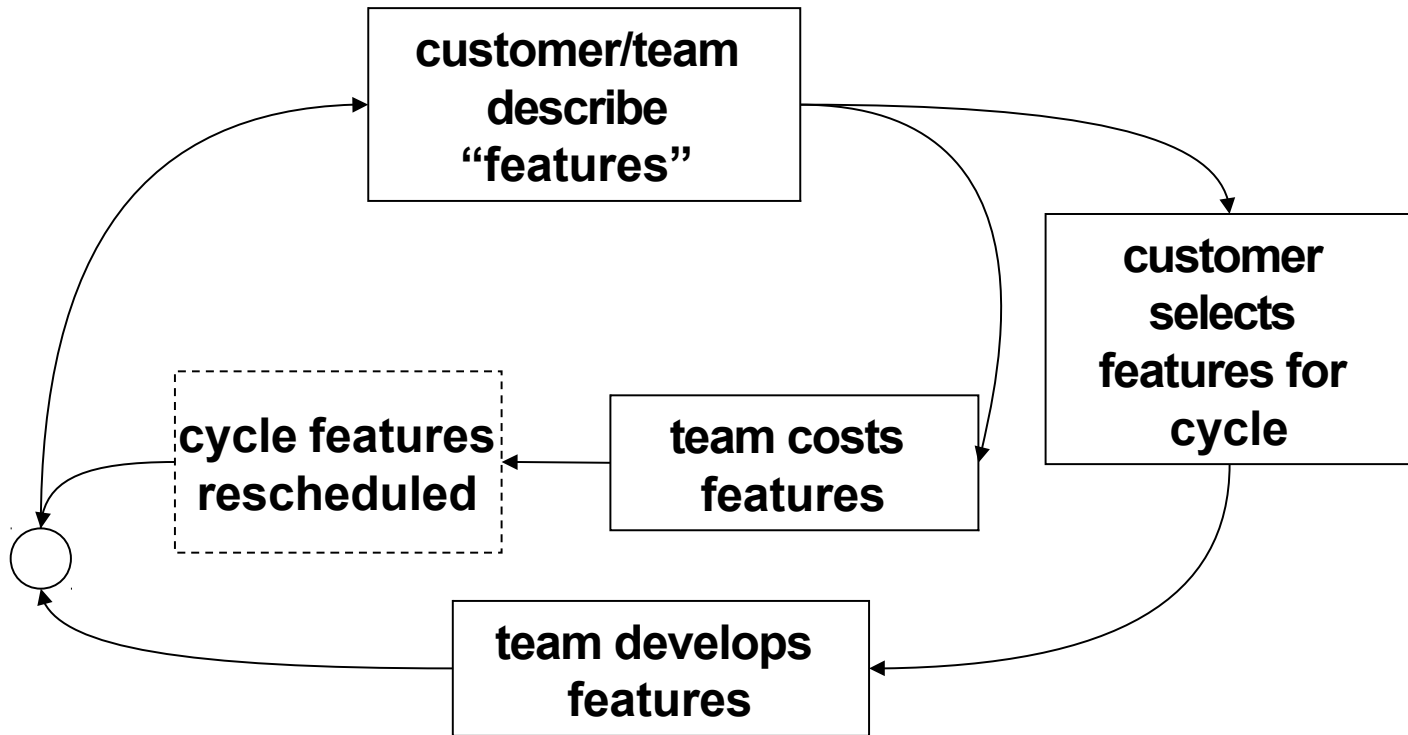 customer/team
describe
“features”
customer
selects
features for
cycle
cycle features
rescheduled
team costs
features
team develops
features